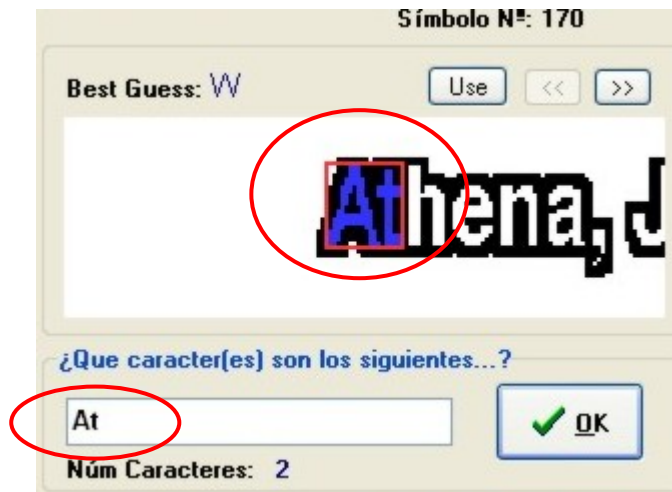 Símbolo Nº: 170
Best Guess: W
Use << >>
Athena, J
¿Que caracter(es) son los siguientes...?
At
OK
Núm Caracteres: 2